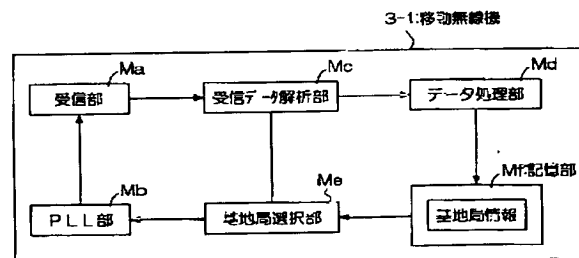 3-1:移動無線機
Ma
受信部
Mc
受信データ解析部
Md
データ処理部
Mb
PLL部
Me
基地局選択部
Mf:記憶部
基地局情報